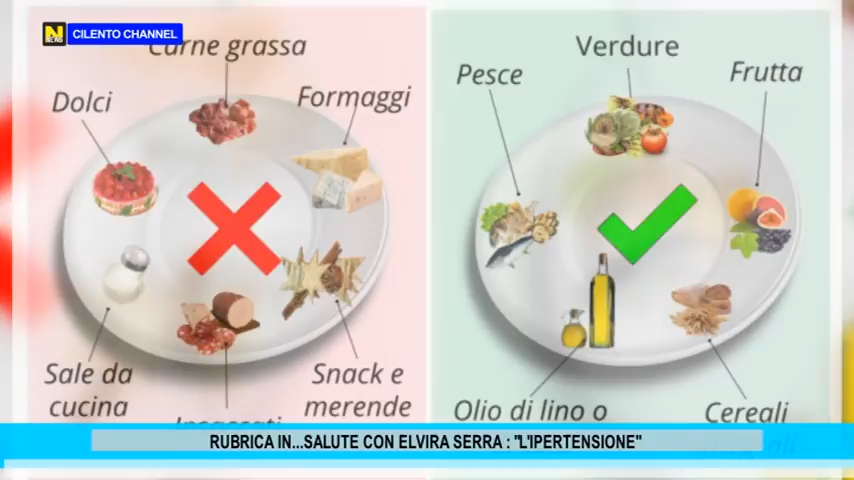 CILENTO CHANNEL
Carne grassa
Dolci
Formaggi
Sale da
cucina
Snack e
merende
Verdure
Pesce
Frutta
Olio di lino o
Cereali
RUBRICA IN...SALUTE CON ELVIRA SERRA : "L'IPERTENSIONE"